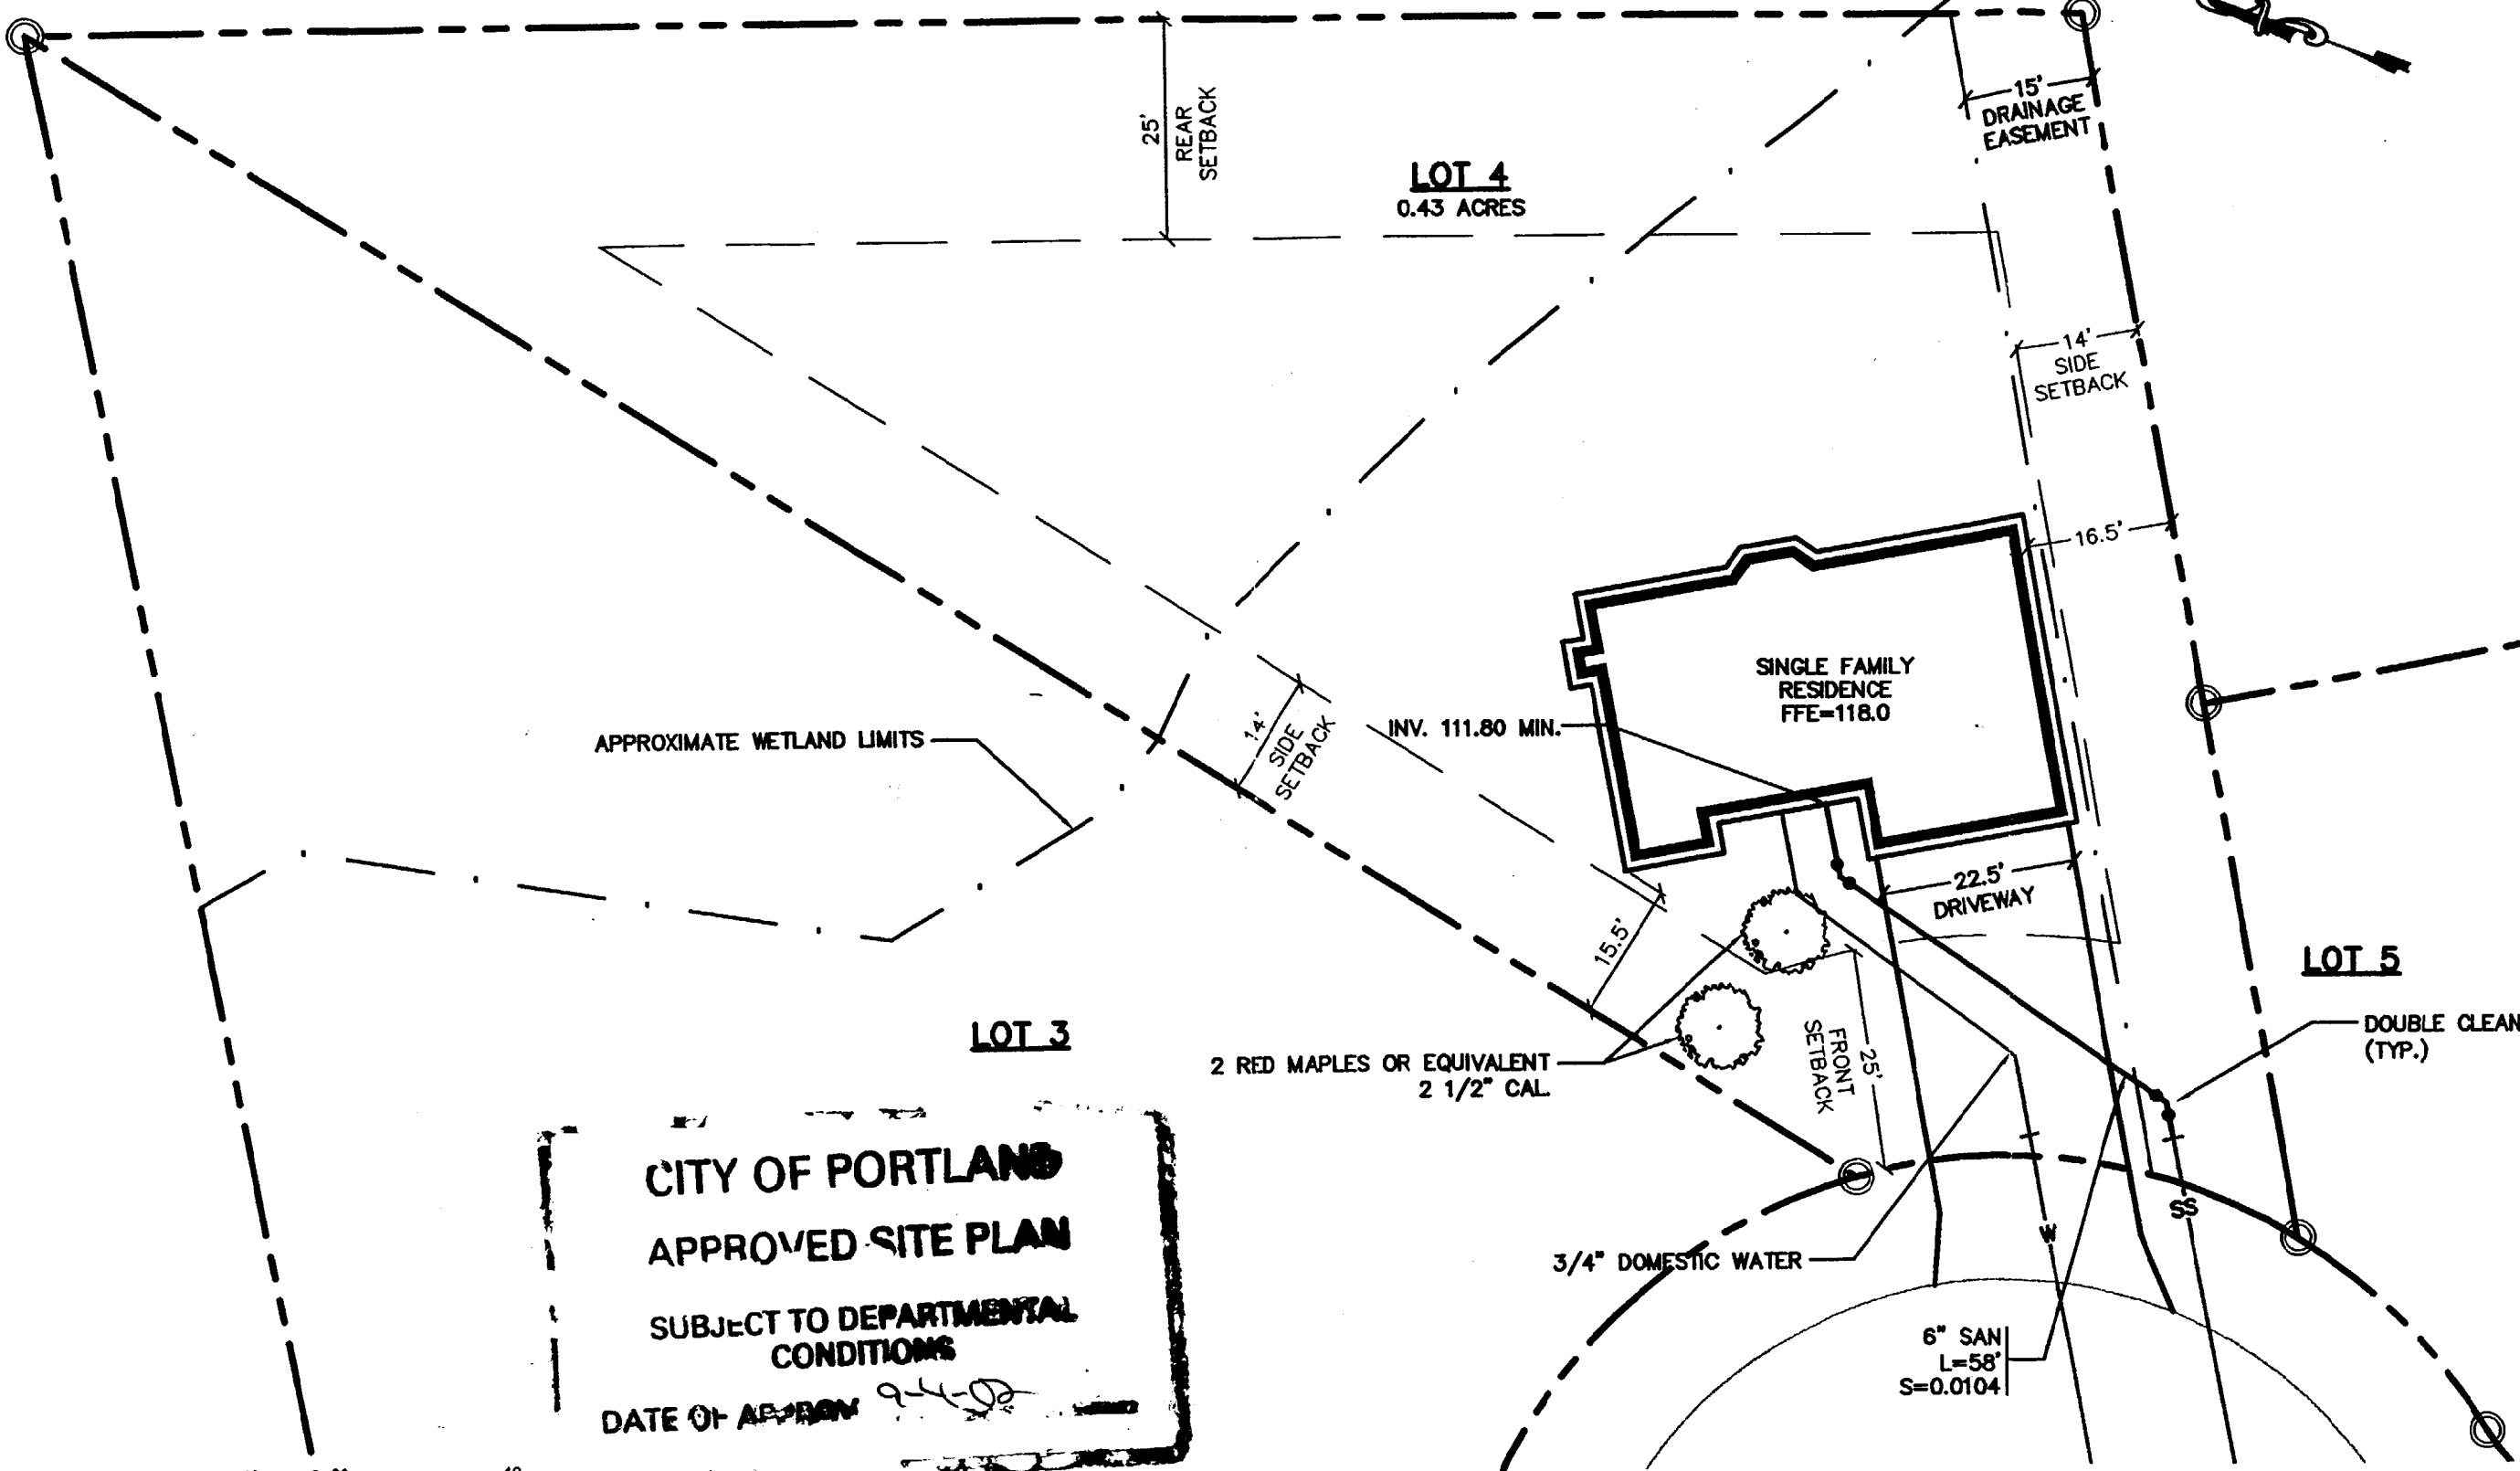 25'
REAR
SETBACK
15'
DRAINAGE
EASEMENT
LOT 4
0.43 ACRES
14'
SIDE
SETBACK
16.5'
SINGLE FAMILY
RESIDENCE
FFE=118.0
INV. 111.80 MIN.
APPROXIMATE WETLAND LIMITS
14'
SIDE
SETBACK
22.5'
DRIVEWAY
15.5'
LOT 5
DOUBLE CLEAN
(TYP.)
LOT 3
2 RED MAPLES OR EQUIVALENT
2 1/2" CAL.
25'
FRONT
SETBACK
CITY OF PORTLAND
APPROVED SITE PLAN
SUBJECT TO DEPARTMENTAL
CONDITIONS
DATE OF
SS
W
3/4" DOMESTIC WATER
6" SAN
L=58'
S=0.0104